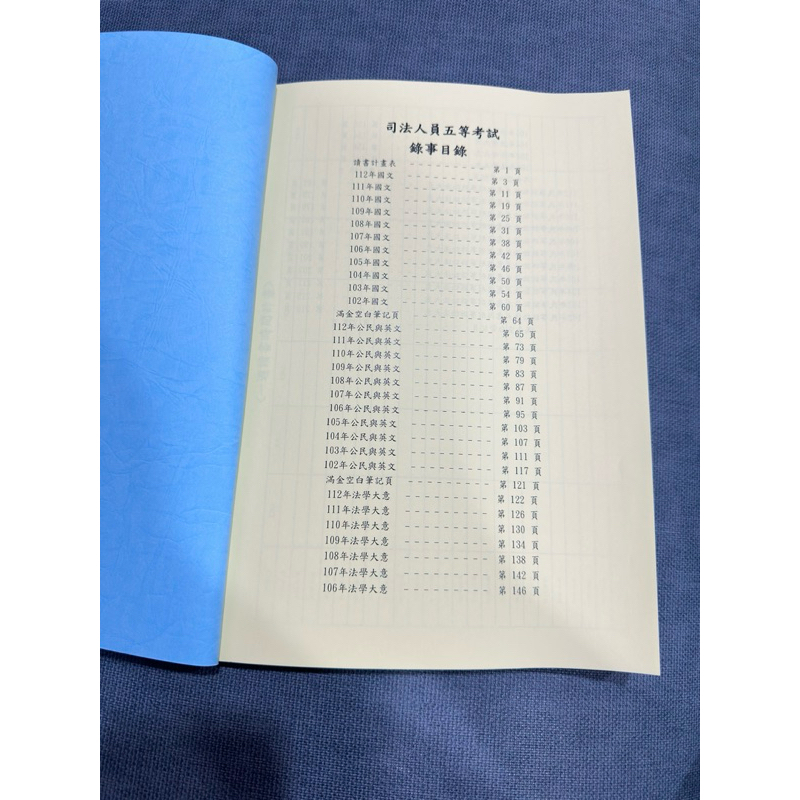 司法人員五等考試
錄事目錄
讀書計畫表 ---------- 第 1 頁
112年國文 ---------- 第 3 頁
111年國文 ---------- 第 11 頁
110年國文 ---------- 第 19 頁
109年國文 ---------- 第 25 頁
108年國文 ---------- 第 31 頁
107年國文 ---------- 第 38 頁
106年國文 ---------- 第 42 頁
105年國文 ---------- 第 46 頁
104年國文 ---------- 第 50 頁
103年國文 ---------- 第 54 頁
102年國文 ---------- 第 60 頁
滿金空白筆記頁 ---------- 第 64 頁
112年公民與英文 ---------- 第 65 頁
111年公民與英文 ---------- 第 73 頁
110年公民與英文 ---------- 第 79 頁
109年公民與英文 ---------- 第 83 頁
108年公民與英文 ---------- 第 87 頁
107年公民與英文 ---------- 第 91 頁
106年公民與英文 ---------- 第 95 頁
105年公民與英文 ---------- 第 103 頁
104年公民與英文 ---------- 第 107 頁
103年公民與英文 ---------- 第 111 頁
102年公民與英文 ---------- 第 117 頁
滿金空白筆記頁 ---------- 第 121 頁
112年法學大意 ---------- 第 122 頁
111年法學大意 ---------- 第 126 頁
110年法學大意 ---------- 第 130 頁
109年法學大意 ---------- 第 134 頁
108年法學大意 ---------- 第 138 頁
107年法學大意 ---------- 第 142 頁
106年法學大意 ---------- 第 146 頁